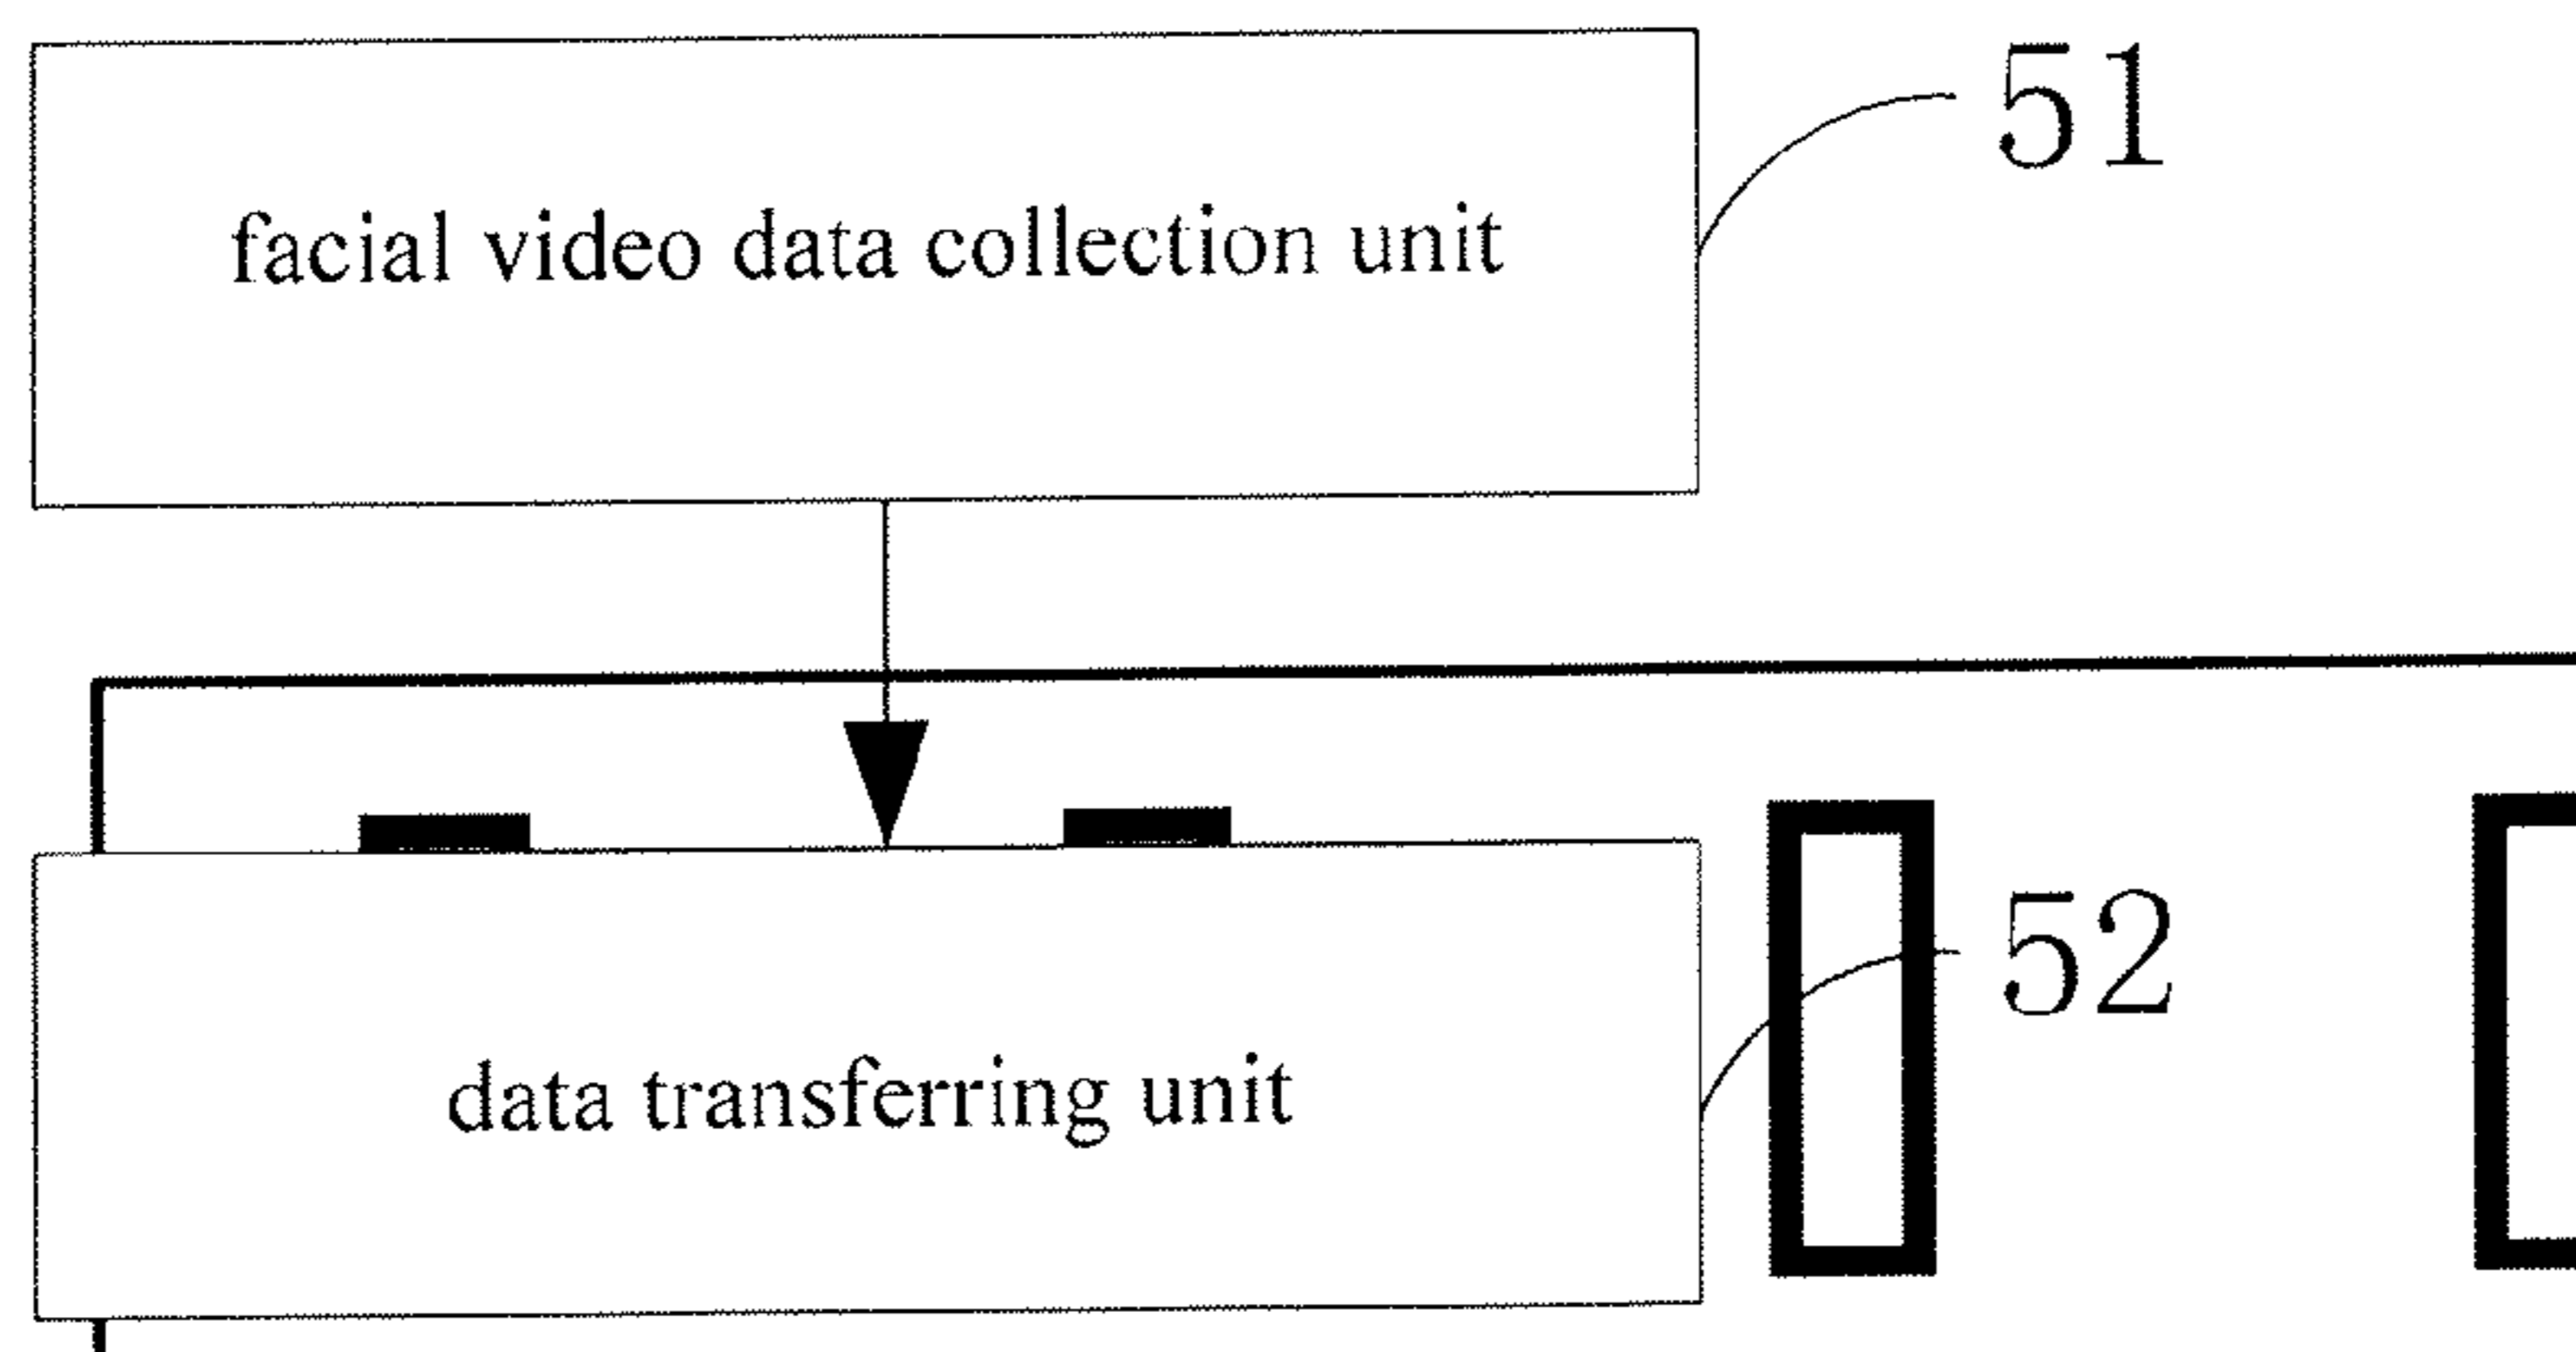 51
facial video data collection unit
52
data transferring unit